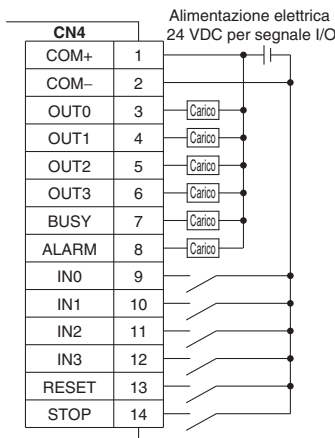 Alimentazione elettrica
24 VDC per segnale I/O
CN4
COM+ 1
COM– 2
OUT0 3 Carico
OUT1 4 Carico
OUT2 5 Carico
OUT3 6 Carico
BUSY 7 Carico
ALARM 8 Carico
IN0 9
IN1 10
IN2 11
IN3 12
RESET 13
STOP 14